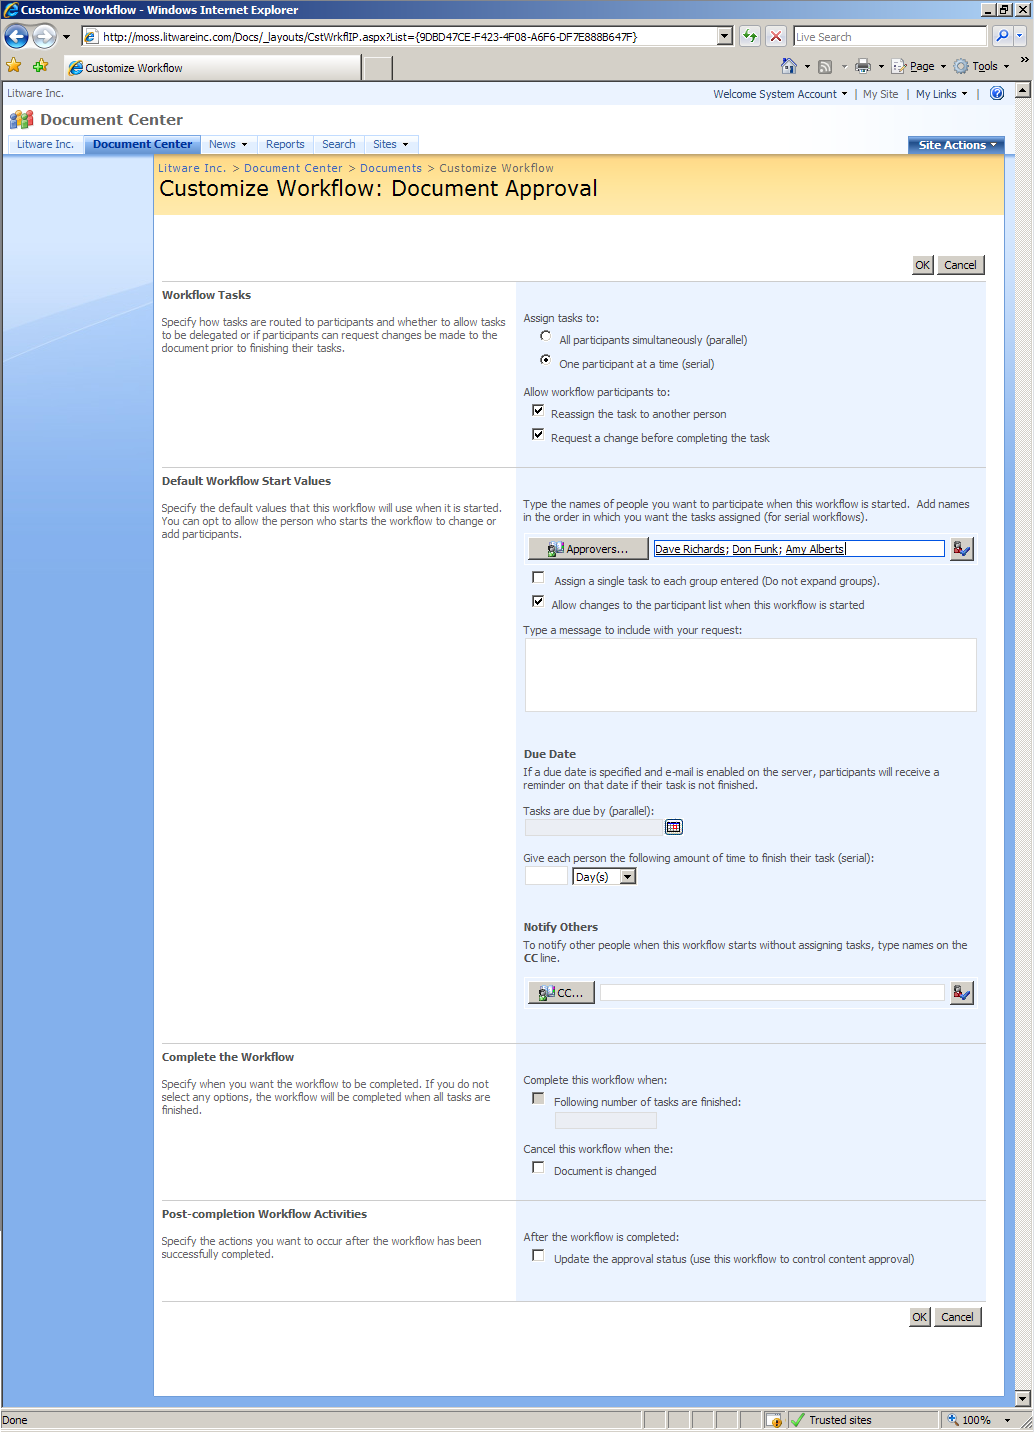 Customize Workflow - Windows Internet Explorer
http://moss.litwareinc.com/Docs/_layouts/CstWrkflIP.aspx?List={9DBD47CE-F423-4F08-A6F6-DF7E888B647F}
Live Search
Customize Workflow
Page
Tools
»
Litware Inc.
Welcome System Account
| My Site | My Links |
Document Center
Litware Inc.
Document Center
News
Reports
Search
Sites
Site Actions
Litware Inc. > Document Center > Documents > Customize Workflow
Customize Workflow: Document Approval
OK
Cancel
Workflow Tasks
Specify how tasks are routed to participants and whether to allow tasks
to be delegated or if participants can request changes be made to the
document prior to finishing their tasks.
Assign tasks to:
All participants simultaneously (parallel)
One participant at a time (serial)
Allow workflow participants to:
Reassign the task to another person
Request a change before completing the task
Default Workflow Start Values
Specify the default values that this workflow will use when it is started.
You can opt to allow the person who starts the workflow to change or
add participants.
Type the names of people you want to participate when this workflow is started. Add names
in the order in which you want the tasks assigned (for serial workflows).
Approvers...
Dave Richards; Don Funk; Amy Alberts
Assign a single task to each group entered (Do not expand groups).
Allow changes to the participant list when this workflow is started
Type a message to include with your request:
Due Date
If a due date is specified and e-mail is enabled on the server, participants will receive a
reminder on that date if their task is not finished.
Tasks are due by (parallel):
Give each person the following amount of time to finish their task (serial):
Day(s)
Notify Others
To notify other people when this workflow starts without assigning tasks, type names on the
CC line.
CC...
Complete the Workflow
Specify when you want the workflow to be completed. If you do not
select any options, the workflow will be completed when all tasks are
finished.
Complete this workflow when:
Following number of tasks are finished:
Cancel this workflow when the:
Document is changed
Post-completion Workflow Activities
Specify the actions you want to occur after the workflow has been
successfully completed.
After the workflow is completed:
Update the approval status (use this workflow to control content approval)
OK
Cancel
Done
Trusted sites
100%